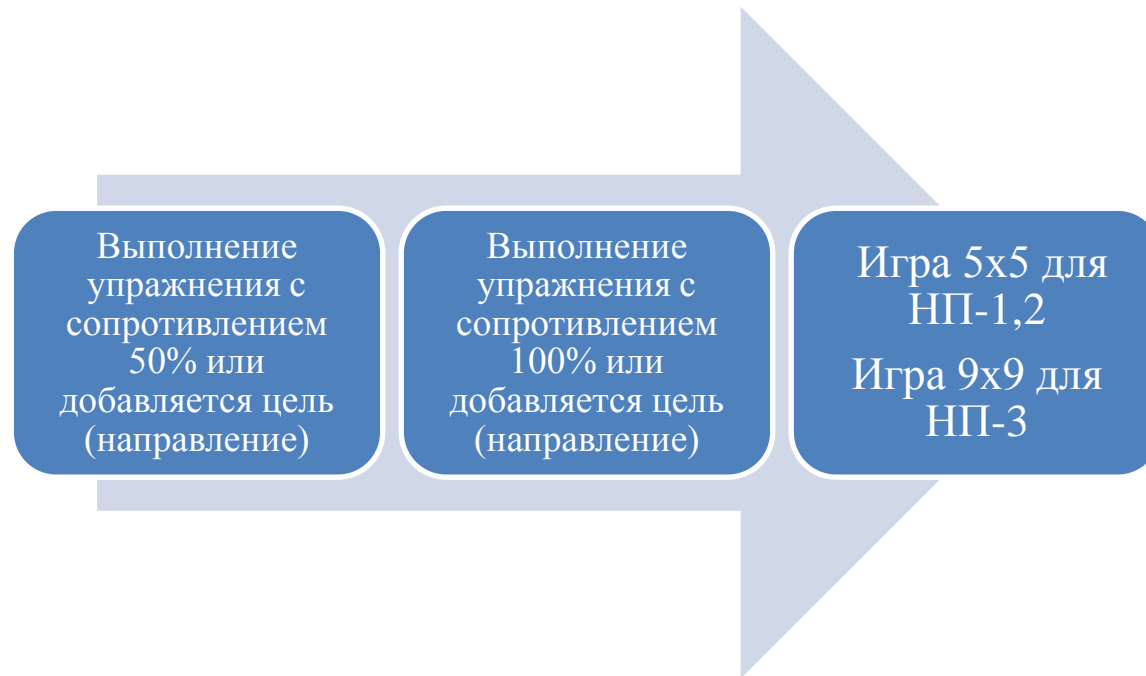 Выполнение
упражнения с
сопротивлением
50% или
добавляется цель
(направление)
Выполнение
упражнения с
сопротивлением
100% или
добавляется цель
(направление)
Игра 5х5 для
НП-1,2
Игра 9х9 для
НП-3